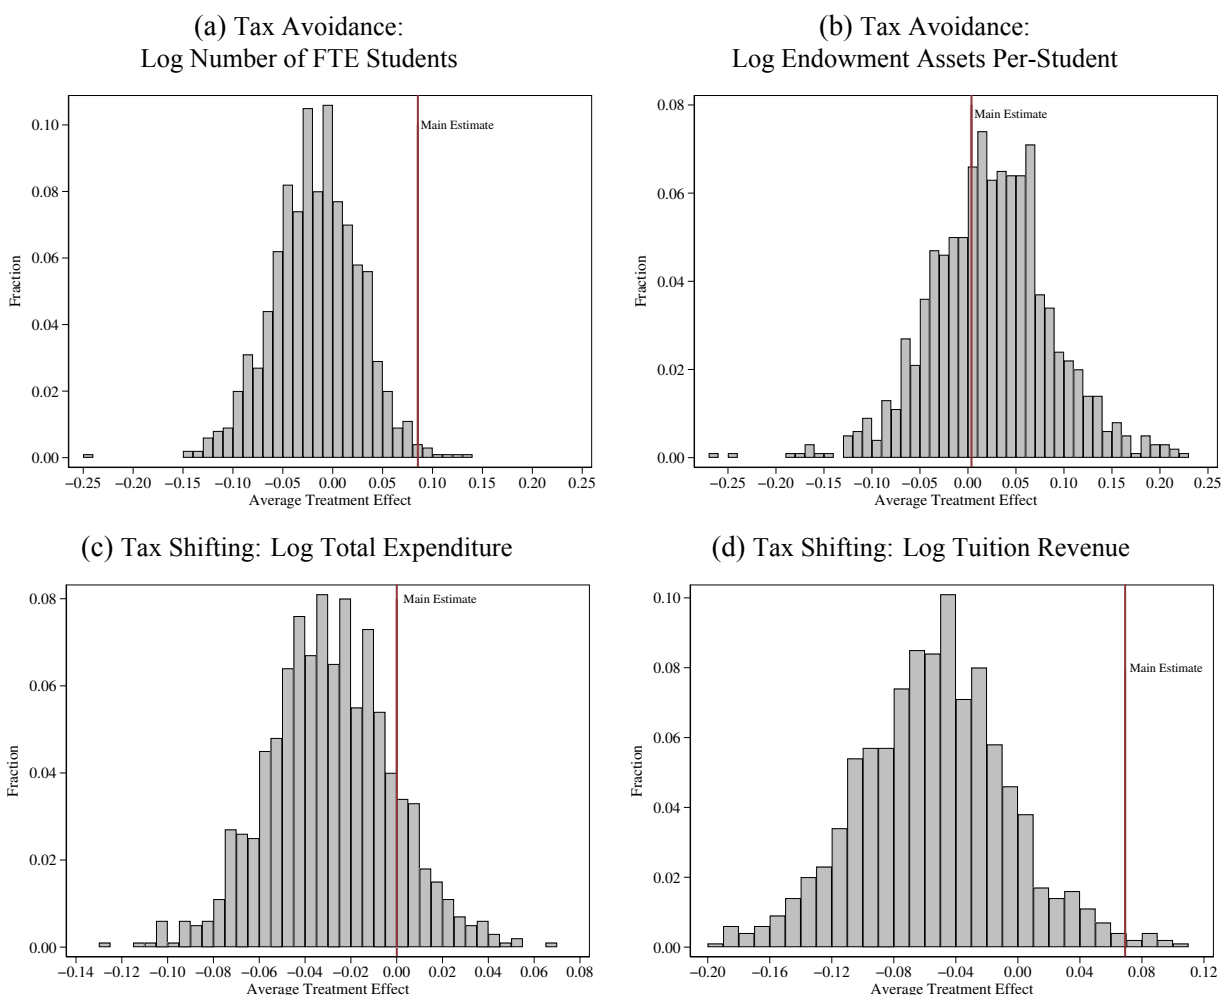 (a) Tax Avoidance:
Log Number of FTE Students
Main Estimate
Fraction
0.10
0.08
0.06
0.04
0.02
0.00
−0.25 −0.20 −0.15 −0.10 −0.05 0.00 0.05 0.10 0.15 0.20 0.25
Average Treatment Effect
(b) Tax Avoidance:
Log Endowment Assets Per-Student
Main Estimate
Fraction
0.08
0.06
0.04
0.02
0.00
−0.25 −0.20 −0.15 −0.10 −0.05 0.00 0.05 0.10 0.15 0.20 0.25
Average Treatment Effect
(c) Tax Shifting: Log Total Expenditure
Main Estimate
Fraction
0.08
0.06
0.04
0.02
0.00
−0.14 −0.12 −0.10 −0.08 −0.06 −0.04 −0.02 0.00 0.02 0.04 0.06 0.08
Average Treatment Effect
(d) Tax Shifting: Log Tuition Revenue
Main Estimate
Fraction
0.10
0.08
0.06
0.04
0.02
0.00
−0.20 −0.16 −0.12 −0.08 −0.04 0.00 0.04 0.08 0.12
Average Treatment Effect